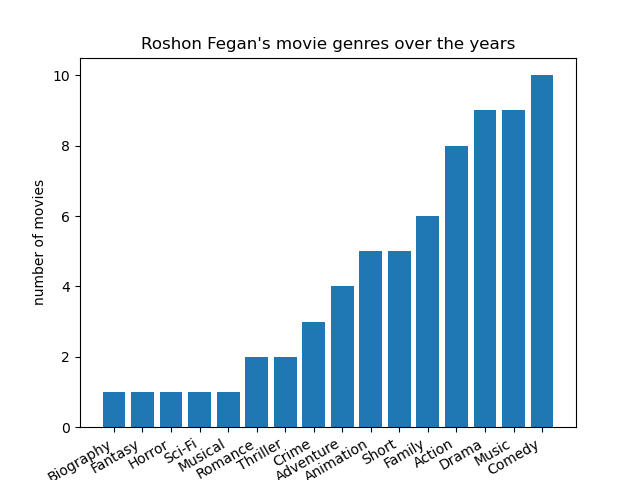 Roshon Fegan's movie genres over the years
number of movies
10
8
6
4
2
0
Biography
Fantasy
Horror
Sci-Fi
Musical
Romance
Thriller
Crime
Adventure
Animation
Short
Family
Action
Drama
Music
Comedy